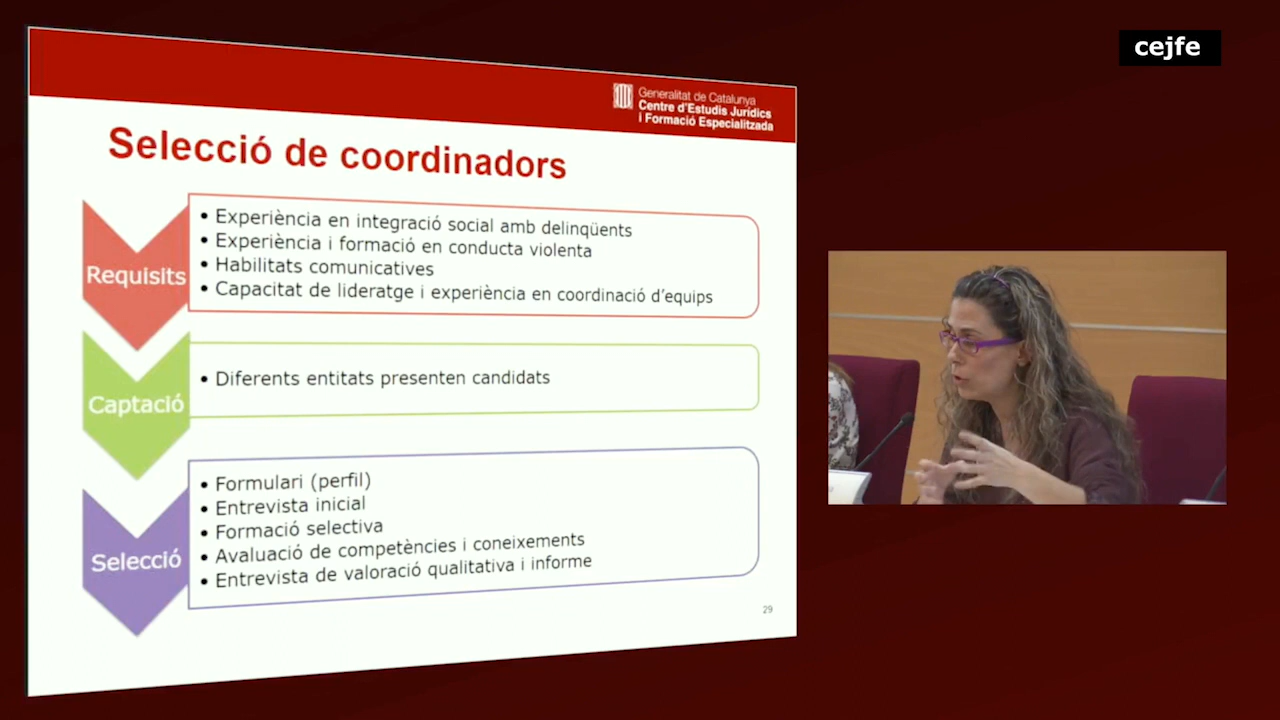 cejfe
Generalitat de Catalunya
Centre d'Estudis Jurídics
i Formació Especialitzada
Selecció de coordinadors
Requisits
• Experiència en integració social amb delinqüents
• Experiència i formació en conducta violenta
• Habilitats comunicatives
• Capacitat de lideratge i experiència en coordinació d'equips
Captació
• Diferents entitats presenten candidats
Selecció
• Formulari (perfil)
• Entrevista inicial
• Formació selectiva
• Avaluació de competències i coneixements
• Entrevista de valoració qualitativa i informe
29